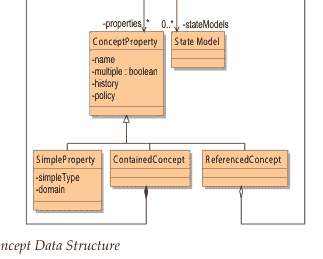 -properties * 0..* -stateModels
ConceptProperty State Model
-name
-multiple : boolean
-history
-policy
SimpleProperty ContainedConcept ReferencedConcept
-simpleType
-domain
ncept Data Structure